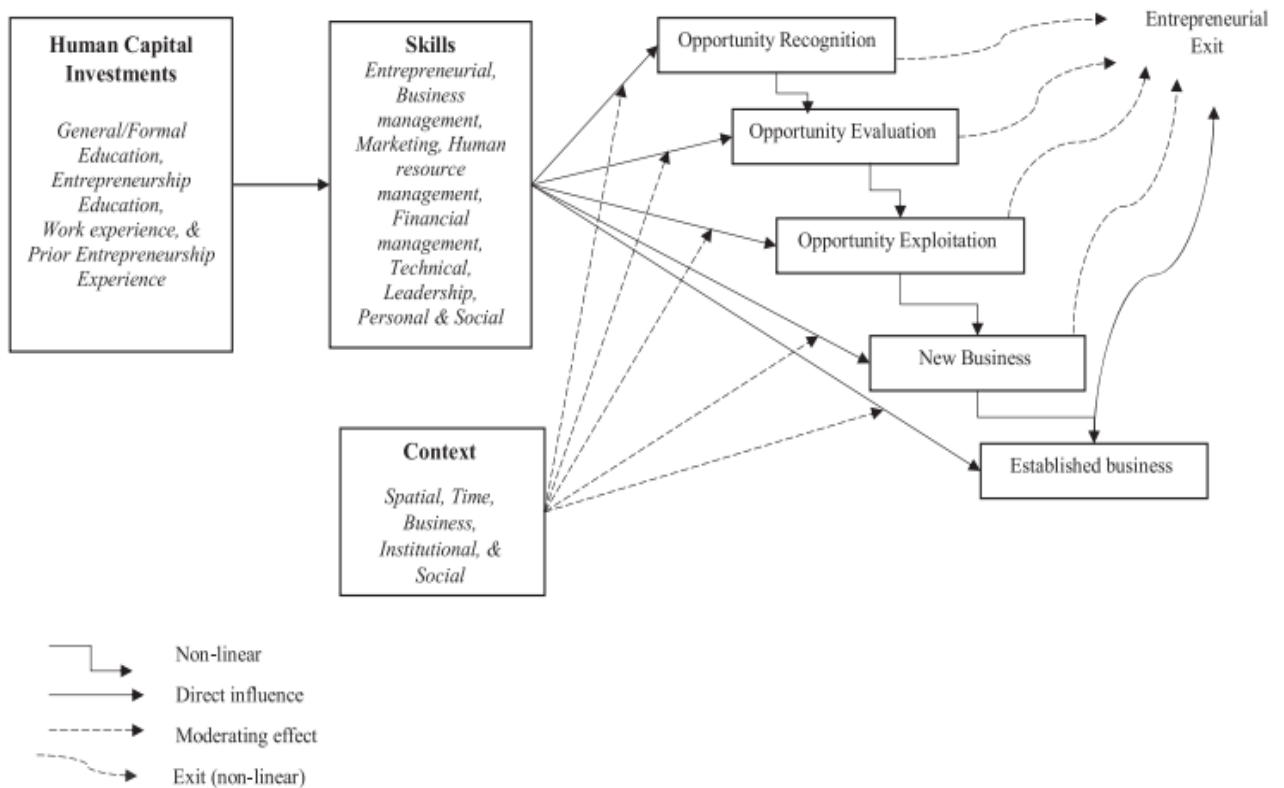 Human Capital
Investments
General/Formal
Education,
Entrepreneurship
Education,
Work experience, &
Prior Entrepreneurship
Experience
Skills
Entrepreneurial,
Business
management,
Marketing, Human
resource
management,
Financial
management,
Technical,
Leadership,
Personal & Social
Context
Spatial, Time,
Business,
Institutional, &
Social
Opportunity Recognition
Opportunity Evaluation
Opportunity Exploitation
New Business
Established business
Entrepreneurial
Exit
Non-linear
Direct influence
Moderating effect
Exit (non-linear)